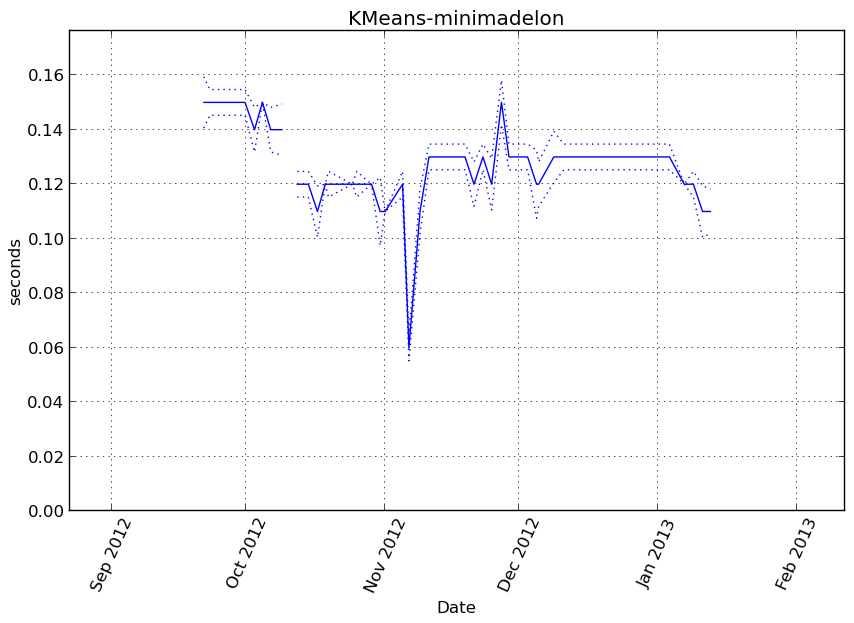 KMeans-minimadelon
0.16
0.14
0.12
0.10
0.08
0.06
0.04
0.02
0.00
seconds
Sep 2012
Oct 2012
Nov 2012
Dec 2012
Jan 2013
Feb 2013
Date